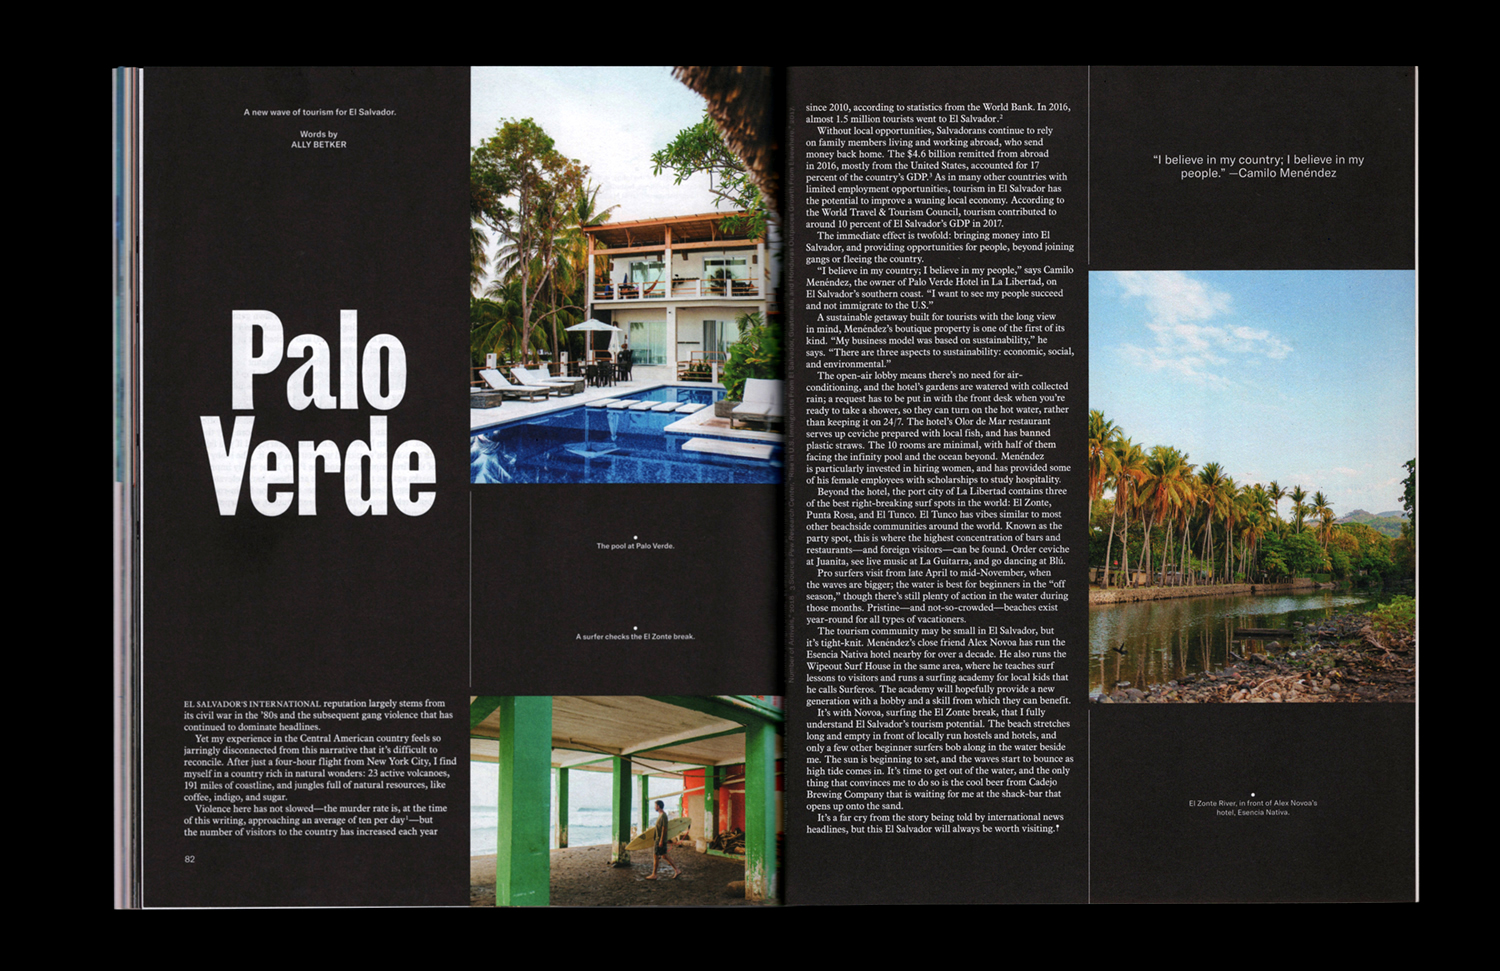 A new wave of tourism for El Salvador.
Words by
ALLY BETKER
Palo
Verde
EL SALVADOR'S INTERNATIONAL reputation largely stems from
its civil war in the '80s and the subsequent gang violence that has
continued to dominate headlines.
Yet my experience in the Central American country feels so
jarringly disconnected from this narrative that it's difficult to
reconcile. After just a four-hour flight from New York City, I find
myself in a country rich in natural wonders: 23 active volcanoes,
191 miles of coastline, and jungles full of natural resources, like
coffee, indigo, and sugar.
Violence here has not slowed—the murder rate is, at the time
of this writing, approaching an average of ten per day¹—but
the number of visitors to the country has increased each year
82
The pool at Palo Verde.
A surfer checks the El Zonte break.
since 2010, according to statistics from the World Bank. In 2016,
almost 1.5 million tourists went to El Salvador.²
Without local opportunities, Salvadorans continue to rely
on family members living and working abroad, who send
money back home. The $4.6 billion remitted from abroad
in 2016, mostly from the United States, accounted for 17
percent of the country's GDP.³ As in many other countries with
limited employment opportunities, tourism in El Salvador has
the potential to improve a waning local economy. According to
the World Travel & Tourism Council, tourism contributed to
around 10 percent of El Salvador's GDP in 2017.
The immediate effect is twofold: bringing money into El
Salvador, and providing opportunities for people, beyond joining
gangs or fleeing the country.
"I believe in my country; I believe in my people," says Camilo
Menéndez, the owner of Palo Verde Hotel in La Libertad, on
El Salvador's southern coast. "I want to see my people succeed
and not immigrate to the U.S."
A sustainable getaway built for tourists with the long view
in mind, Menéndez's boutique property is one of the first of its
kind. "My business model was based on sustainability," he
says. "There are three aspects to sustainability: economic, social,
and environmental."
The open-air lobby means there's no need for air-
conditioning, and the hotel's gardens are watered with collected
rain; a request has to be put in with the front desk when you're
ready to take a shower, so they can turn on the hot water, rather
than keeping it on 24/7. The hotel's Olor de Mar restaurant
serves up ceviche prepared with local fish, and has banned
plastic straws. The 10 rooms are minimal, with half of them
facing the infinity pool and the ocean beyond. Menéndez
is particularly invested in hiring women, and has provided some
of his female employees with scholarships to study hospitality.
Beyond the hotel, the port city of La Libertad contains three
of the best right-breaking surf spots in the world: El Zonte,
Punta Rosa, and El Tunco. El Tunco has vibes similar to most
other beachside communities around the world. Known as the
party spot, this is where the highest concentration of bars and
restaurants—and foreign visitors—can be found. Order ceviche
at Juanita, see live music at La Guitarra, and go dancing at Blú.
Pro surfers visit from late April to mid-November, when
the waves are bigger; the water is best for beginners in the "off
season," though there's still plenty of action in the water during
those months. Pristine—and not-so-crowded—beaches exist
year-round for all types of vacationers.
The tourism community may be small in El Salvador, but
it's tight-knit. Menéndez's close friend Alex Novoa has run the
Esencia Nativa hotel nearby for over a decade. He also runs the
Wipeout Surf House in the same area, where he teaches surf
lessons to visitors and runs a surfing academy for local kids that
he calls Surferos. The academy will hopefully provide a new
generation with a hobby and a skill from which they can benefit.
It's with Novoa, surfing the El Zonte break, that I fully
understand El Salvador's tourism potential. The beach stretches
long and empty in front of locally run hostels and hotels, and
only a few other beginner surfers bob along in the water beside
me. The sun is beginning to set, and the waves start to bounce as
high tide comes in. It's time to get out of the water, and the only
thing that convinces me to do so is the cool beer from Cadejo
Brewing Company that is waiting for me at the shack-bar that
opens up onto the sand.
It's a far cry from the story being told by international news
headlines, but this El Salvador will always be worth visiting.
"I believe in my country; I believe in my
people." —Camilo Menéndez
El Zonte River, in front of Alex Novoa's
hotel, Esencia Nativa.